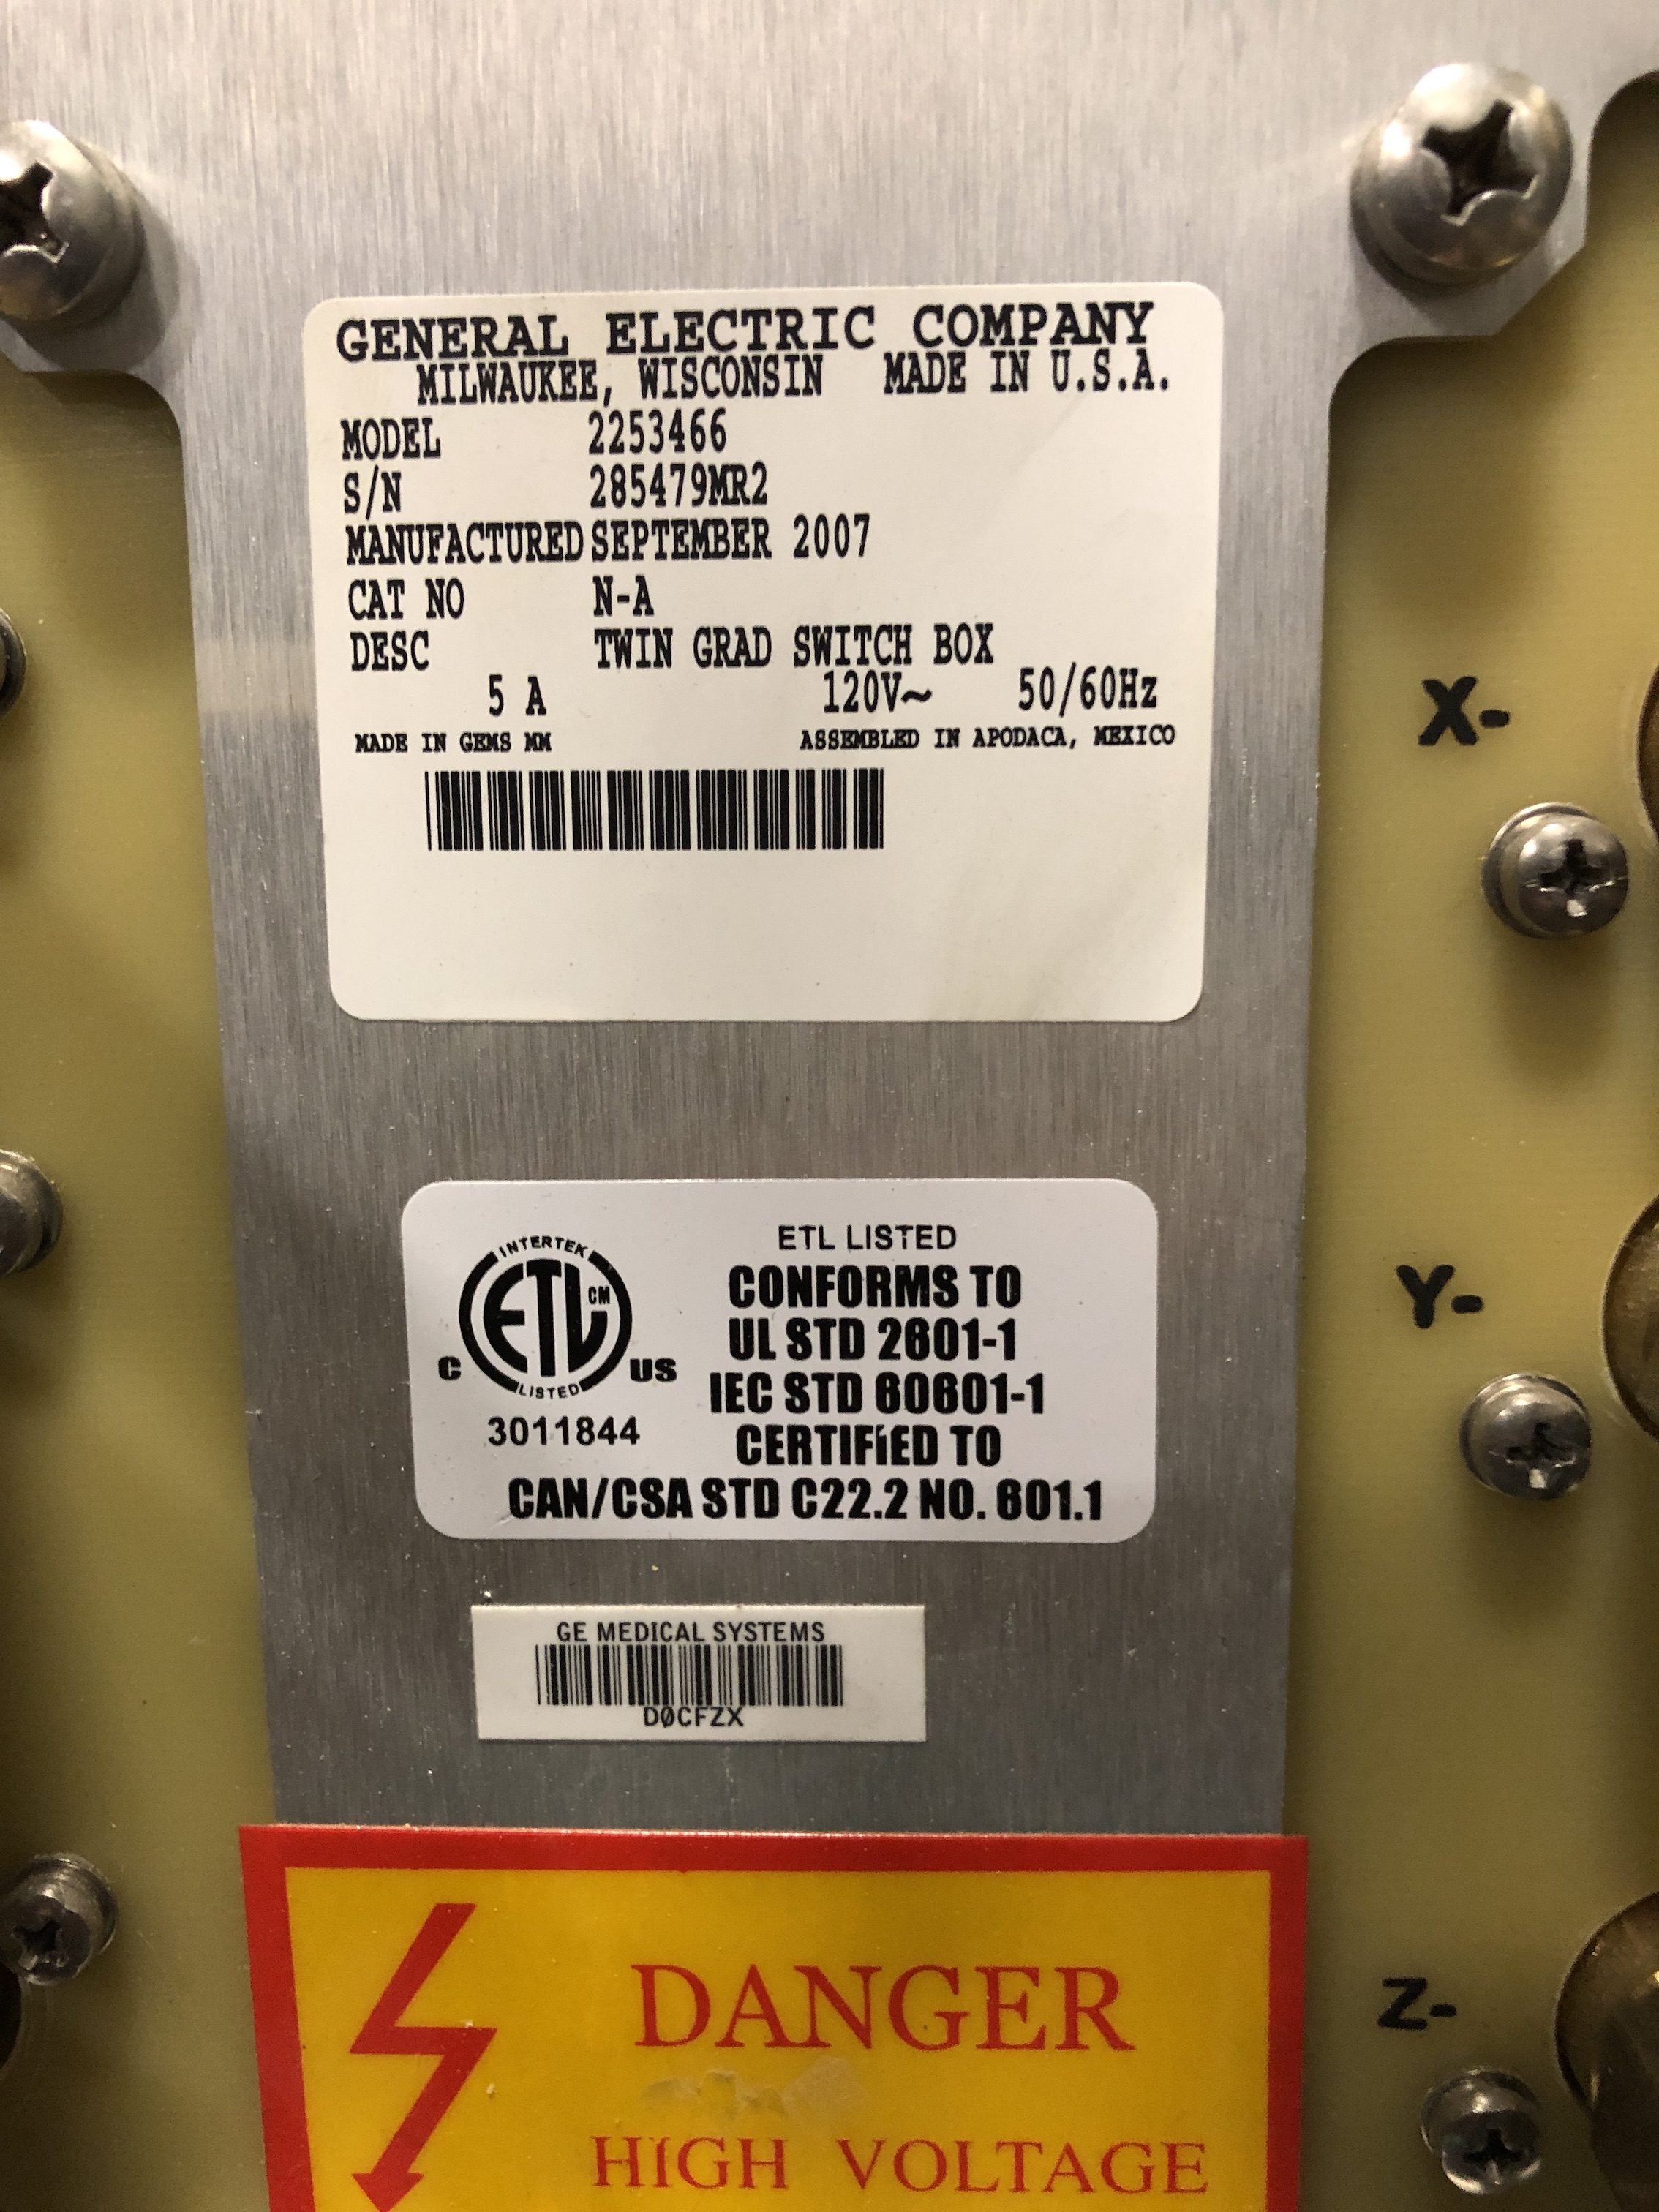 GENERAL ELECTRIC COMPANY
MILWAUKEE, WISCONSIN MADE IN U.S.A.
MODEL 2253466
S/N 285479MR2
MANUFACTURED SEPTEMBER 2007
CAT NO N-A
DESC TWIN GRAD SWITCH BOX
5 A 120V~ 50/60Hz
MADE IN GEMS MM ASSEMBLED IN APODACA, MEXICO
X-
INTERTEK
ETL CM
C US
LISTED
3011844
ETL LISTED
CONFORMS TO
UL STD 2601-1
IEC STD 60601-1
CERTIFIED TO
CAN/CSA STD C22.2 NO. 601.1
Y-
GE MEDICAL SYSTEMS
D0CFZX
Z-
DANGER
HIGH VOLTAGE